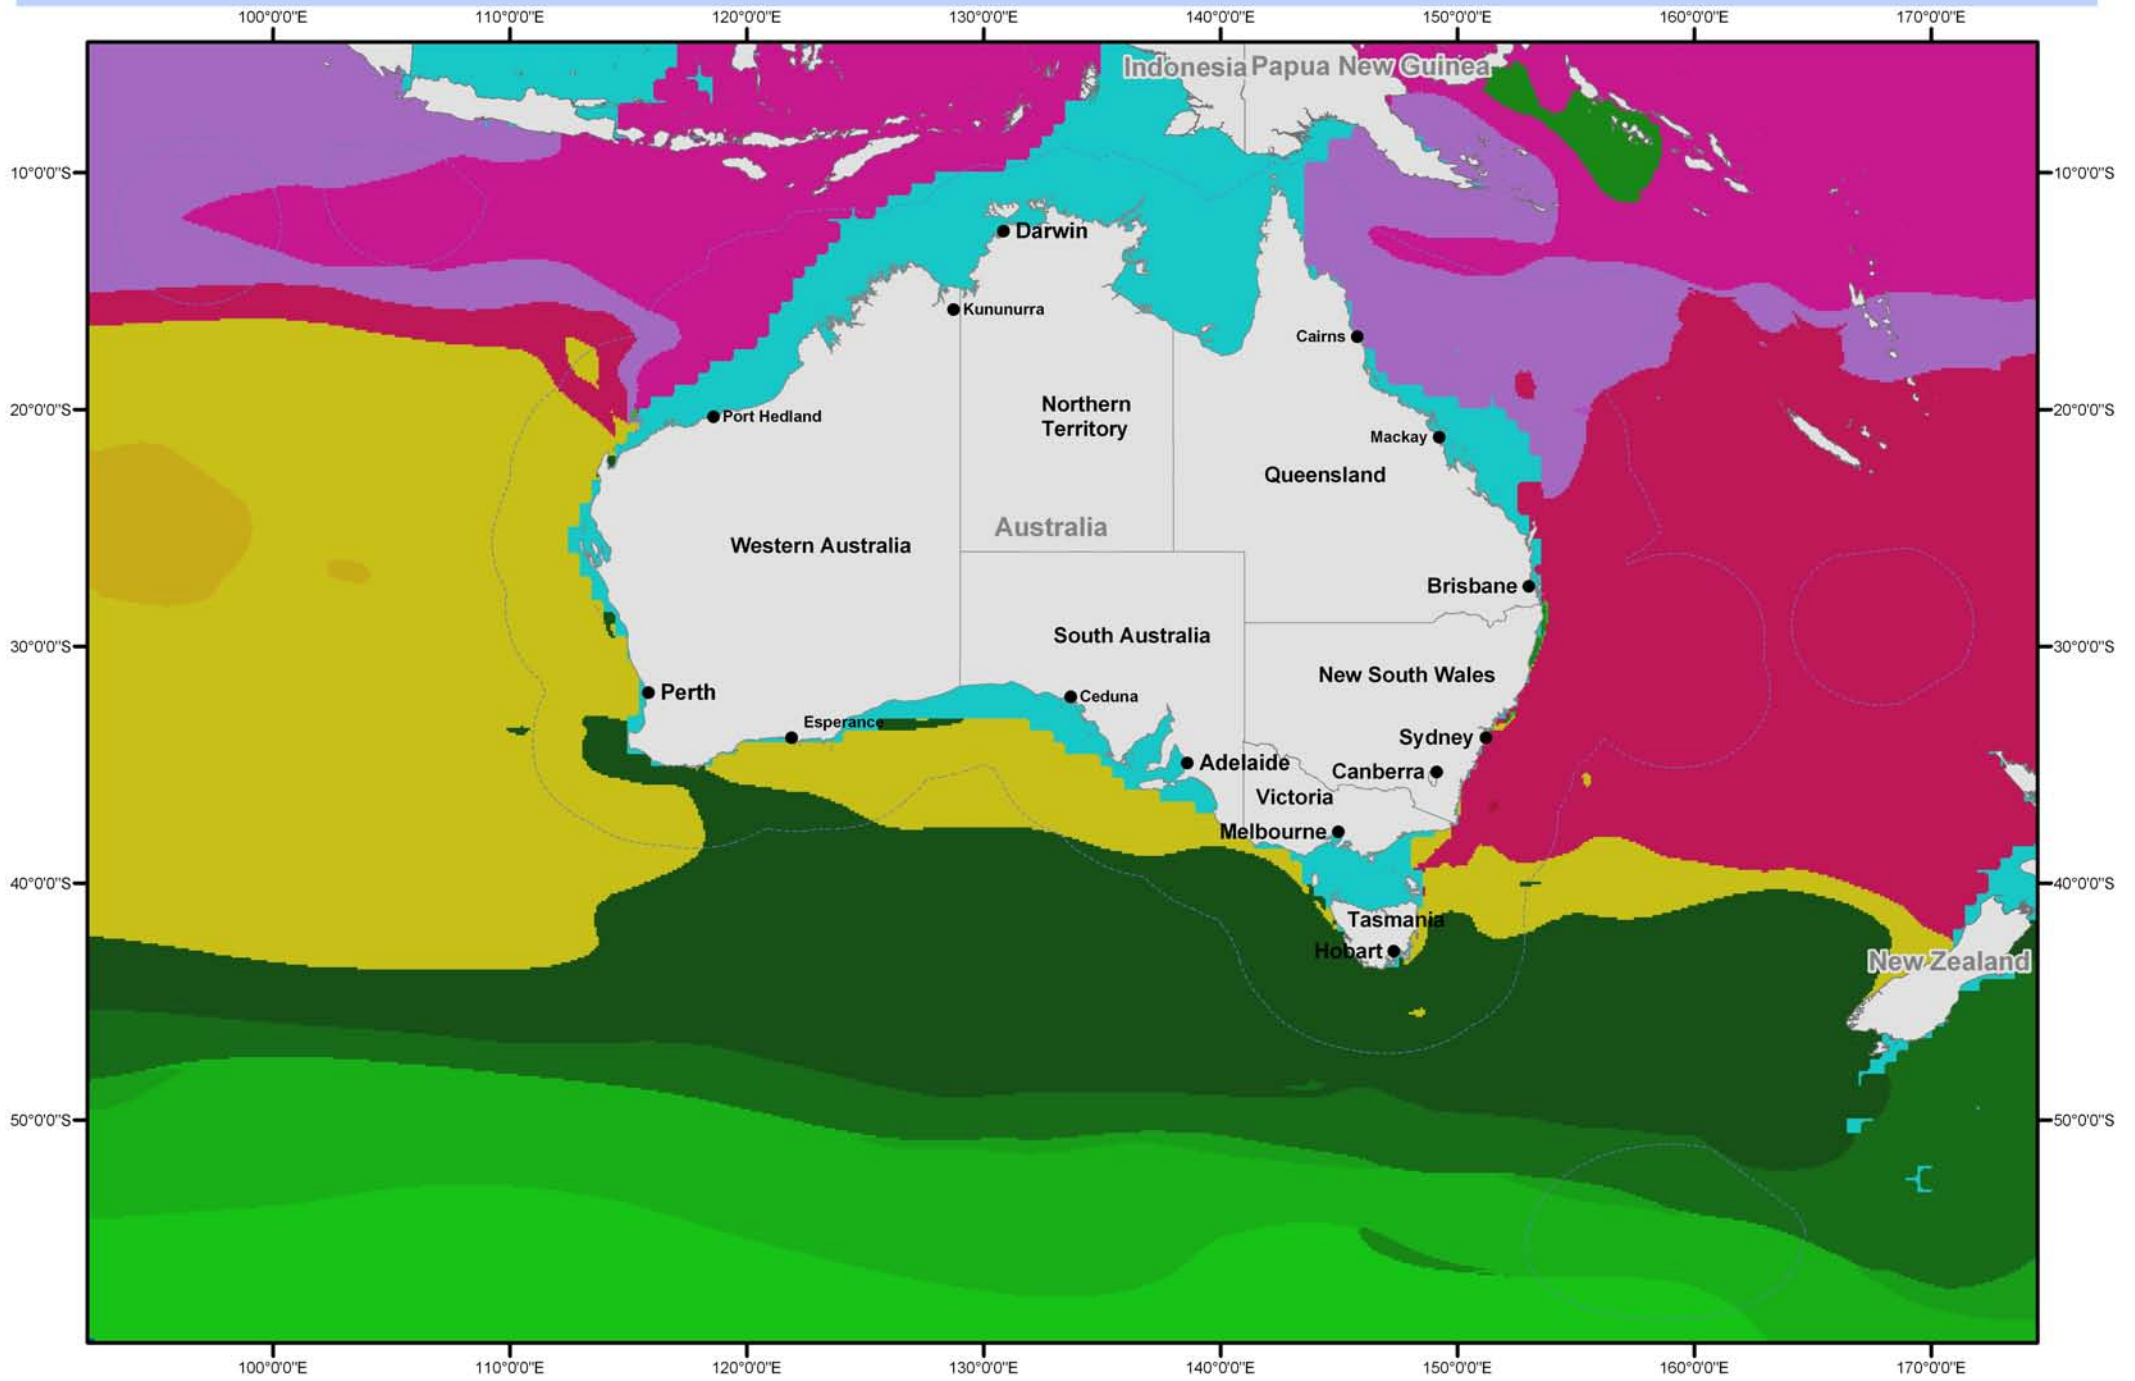 100°0'0"E 110°0'0"E 120°0'0"E 130°0'0"E 140°0'0"E 150°0'0"E 160°0'0"E 170°0'0"E
Indonesia Papua New Guinea
10°0'0"S 10°0'0"S
Darwin
Kununurra
Cairns
20°0'0"S 20°0'0"S
Port Hedland
Northern
Territory
Mackay
Queensland
Australia
Western Australia
Brisbane
South Australia
30°0'0"S 30°0'0"S
New South Wales
Perth
Ceduna
Esperance
Sydney
Adelaide
Canberra
Victoria
Melbourne
40°0'0"S 40°0'0"S
Tasmania
Hobart
New Zealand
50°0'0"S 50°0'0"S
100°0'0"E 110°0'0"E 120°0'0"E 130°0'0"E 140°0'0"E 150°0'0"E 160°0'0"E 170°0'0"E